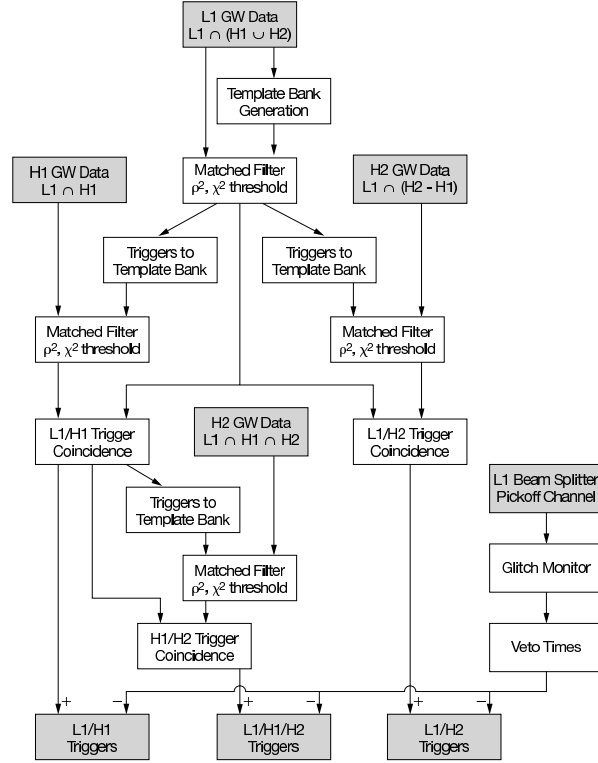 L1 GW Data
L1 ∩ (H1 ∪ H2)
Template Bank
Generation
H1 GW Data
L1 ∩ H1
Matched Filter
ρ², χ² threshold
H2 GW Data
L1 ∩ (H2 - H1)
Triggers to
Template Bank
Triggers to
Template Bank
Matched Filter
ρ², χ² threshold
Matched Filter
ρ², χ² threshold
L1/H1 Trigger
Coincidence
H2 GW Data
L1 ∩ H1 ∩ H2
L1/H2 Trigger
Coincidence
L1 Beam Splitter
Pickoff Channel
Triggers to
Template Bank
Glitch Monitor
Matched Filter
ρ², χ² threshold
H1/H2 Trigger
Coincidence
Veto Times
+ − + − + −
L1/H1
Triggers
L1/H1/H2
Triggers
L1/H2
Triggers